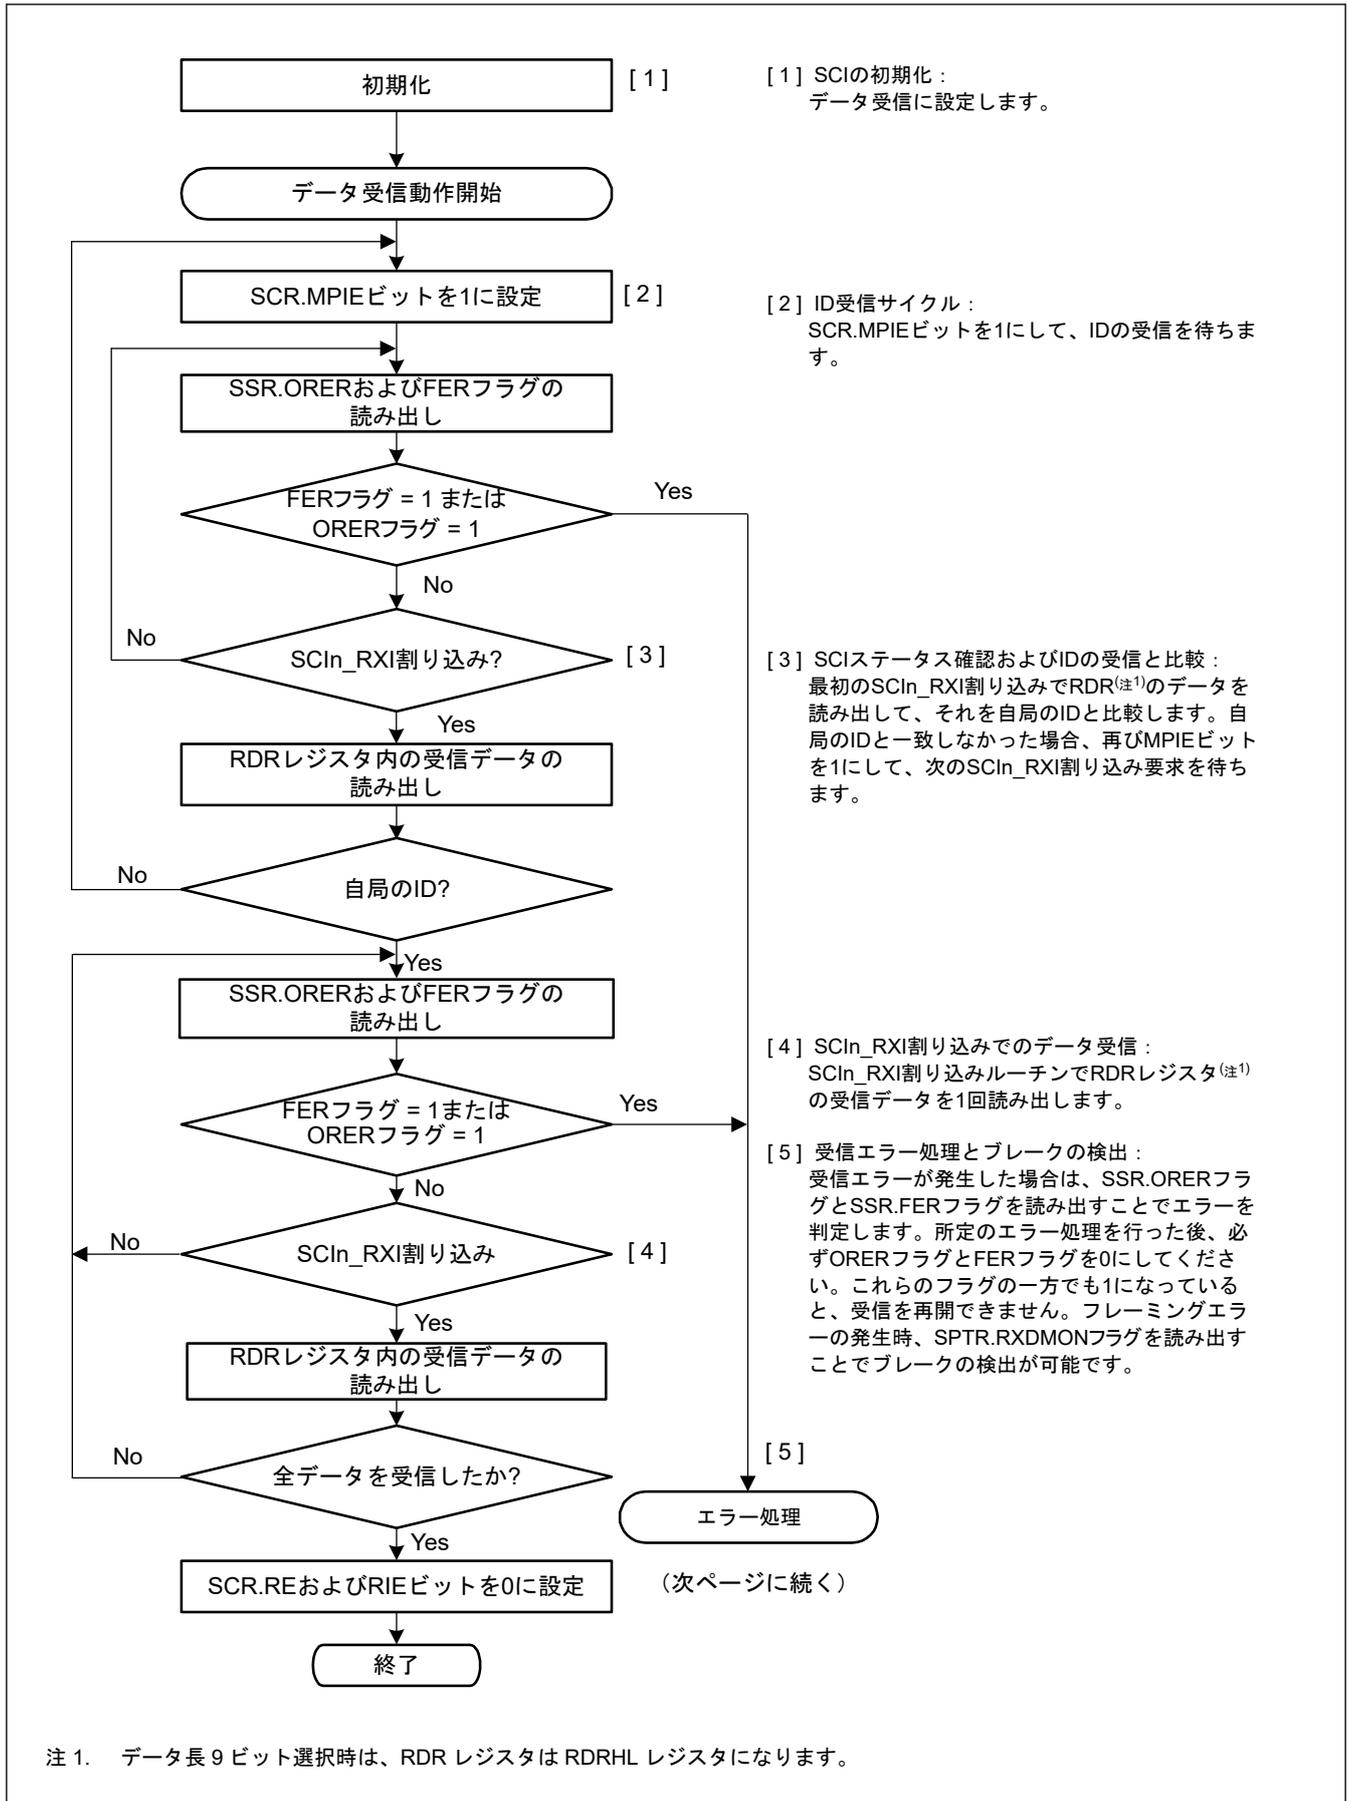 初期化
[ 1 ]
データ受信動作開始
SCR.MPIEビットを1に設定
[ 2 ]
SSR.ORERおよびFERフラグの
読み出し
FERフラグ = 1 または
ORERフラグ = 1
Yes
No
SCIn_RXI割り込み?
No
[ 3 ]
Yes
RDRレジスタ内の受信データの
読み出し
自局のID?
No
Yes
SSR.ORERおよびFERフラグの
読み出し
FERフラグ = 1または
ORERフラグ = 1
Yes
No
SCIn_RXI割り込み
No
[ 4 ]
Yes
RDRレジスタ内の受信データの
読み出し
全データを受信したか?
No
Yes
SCR.REおよびRIEビットを0に設定
終了
[ 5 ]
エラー処理
（次ページに続く）
[ 1 ] SCIの初期化：
データ受信に設定します。
[ 2 ] ID受信サイクル：
SCR.MPIEビットを1にして、IDの受信を待ちま
す。
[ 3 ] SCIステータス確認およびIDの受信と比較：
最初のSCIn_RXI割り込みでRDR(注1)のデータを
読み出して、それを自局のIDと比較します。自
局のIDと一致しなかった場合、再びMPIEビット
を1にして、次のSCIn_RXI割り込み要求を待ち
ます。
[ 4 ] SCIn_RXI割り込みでのデータ受信：
SCIn_RXI割り込みルーチンでRDRレジスタ(注1)
の受信データを1回読み出します。
[ 5 ] 受信エラー処理とブレークの検出：
受信エラーが発生した場合は、SSR.ORERフラ
グとSSR.FERフラグを読み出すことでエラーを
判定します。所定のエラー処理を行った後、必
ずORERフラグとFERフラグを0にしてくださ
い。これらのフラグの一方でも1になっている
と、受信を再開できません。フレーミングエラ
ーの発生時、SPTR.RXDMONフラグを読み出す
ことでブレークの検出が可能です。
注 1. データ長 9 ビット選択時は、RDR レジスタは RDRHL レジスタになります。